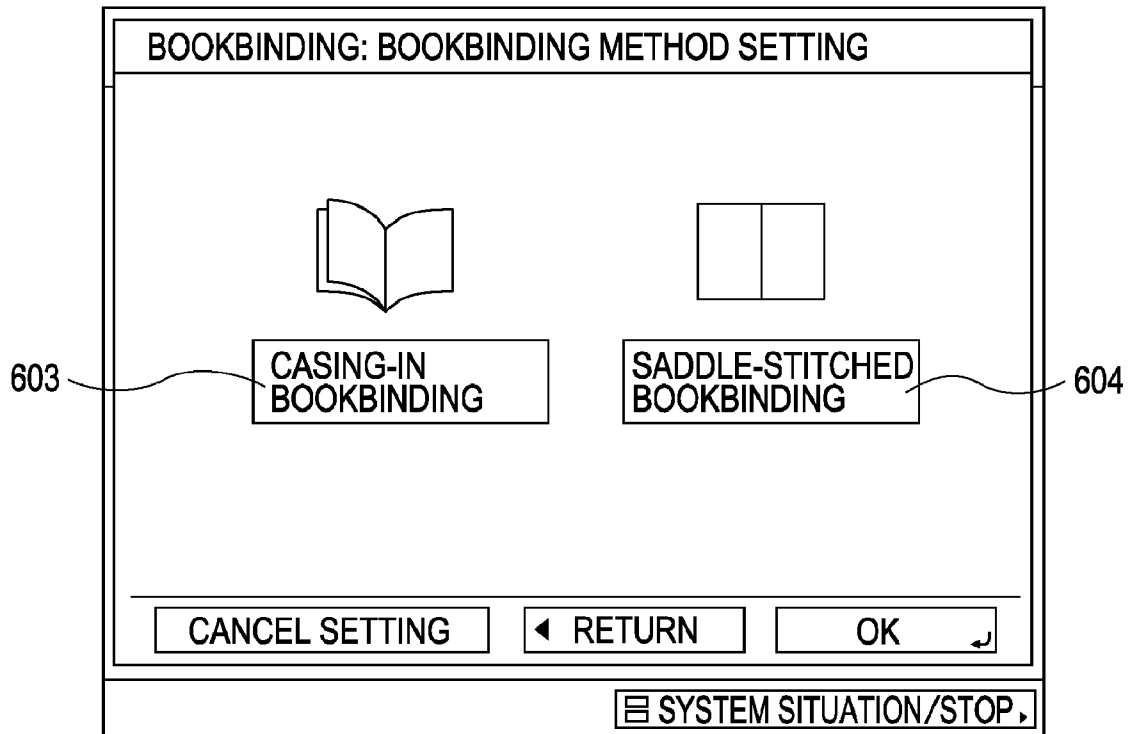 BOOKBINDING: BOOKBINDING METHOD SETTING
603
CASING-IN
BOOKBINDING
SADDLE-STITCHED
BOOKBINDING
604
CANCEL SETTING
RETURN
OK
SYSTEM SITUATION/STOP